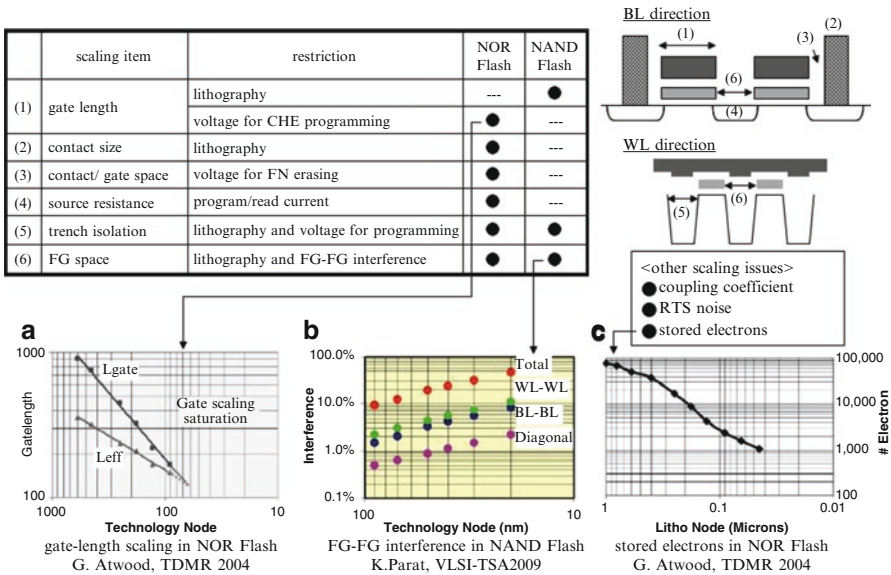 scaling item restriction NOR Flash NAND Flash
(1) gate length lithography --- ●
voltage for CHE programming ● ---
(2) contact size lithography ● ---
(3) contact/ gate space voltage for FN erasing ● ---
(4) source resistance program/read current ● ---
(5) trench isolation lithography and voltage for programming ● ●
(6) FG space lithography and FG-FG interference ● ●
BL direction
(1)
(2)
(3)
(6)
(4)
WL direction
(5)
(6)
<other scaling issues>
● coupling coefficient
● RTS noise
● stored electrons
a
1000
Lgate
Gate scaling
saturation
Leff
Gatelength
100
1000 100 10
Technology Node
gate-length scaling in NOR Flash
G. Atwood, TDMR 2004
b
100.0%
Total
WL-WL
10.0%
BL-BL
1.0%
Diagonal
0.1%
Interference
100 10
Technology Node (nm)
FG-FG interference in NAND Flash
K.Parat, VLSI-TSA2009
c
100,000
10,000
1,000
100
# Electron
1 0.1 0.01
Litho Node (Microns)
stored electrons in NOR Flash
G. Atwood, TDMR 2004